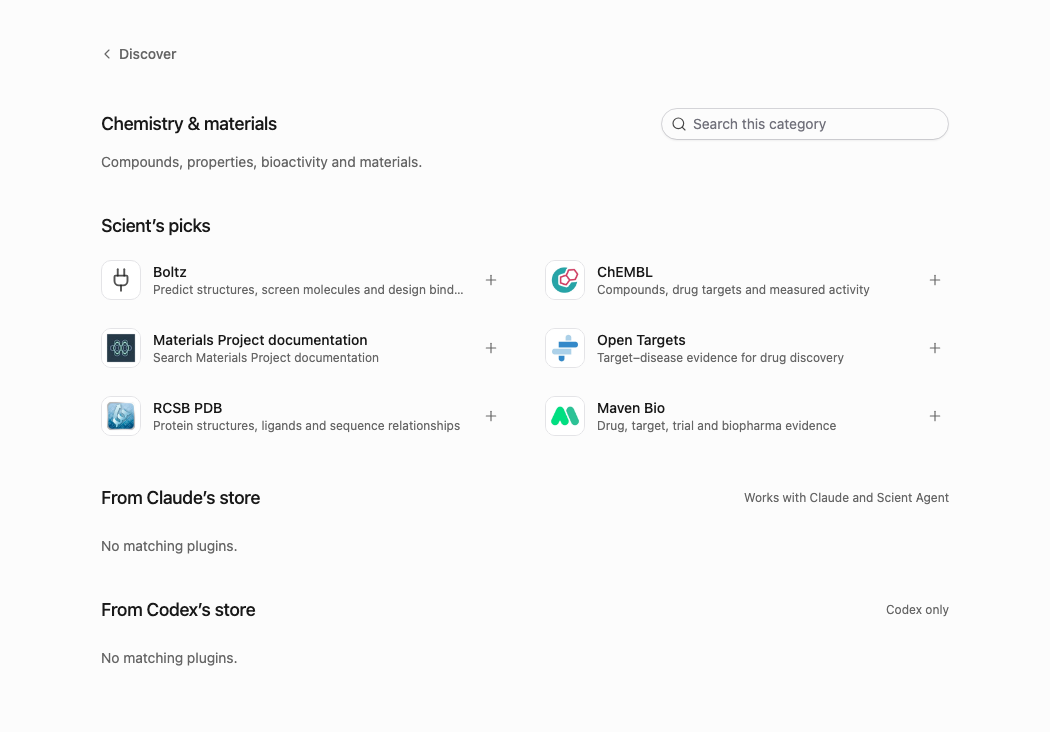 Discover
Chemistry & materials
Search this category
Compounds, properties, bioactivity and materials.
Scient's picks
Boltz
Predict structures, screen molecules and design bind...
ChEMBL
Compounds, drug targets and measured activity
Materials Project documentation
Search Materials Project documentation
Open Targets
Target–disease evidence for drug discovery
RCSB PDB
Protein structures, ligands and sequence relationships
Maven Bio
Drug, target, trial and biopharma evidence
From Claude's store
Works with Claude and Scient Agent
No matching plugins.
From Codex's store
Codex only
No matching plugins.